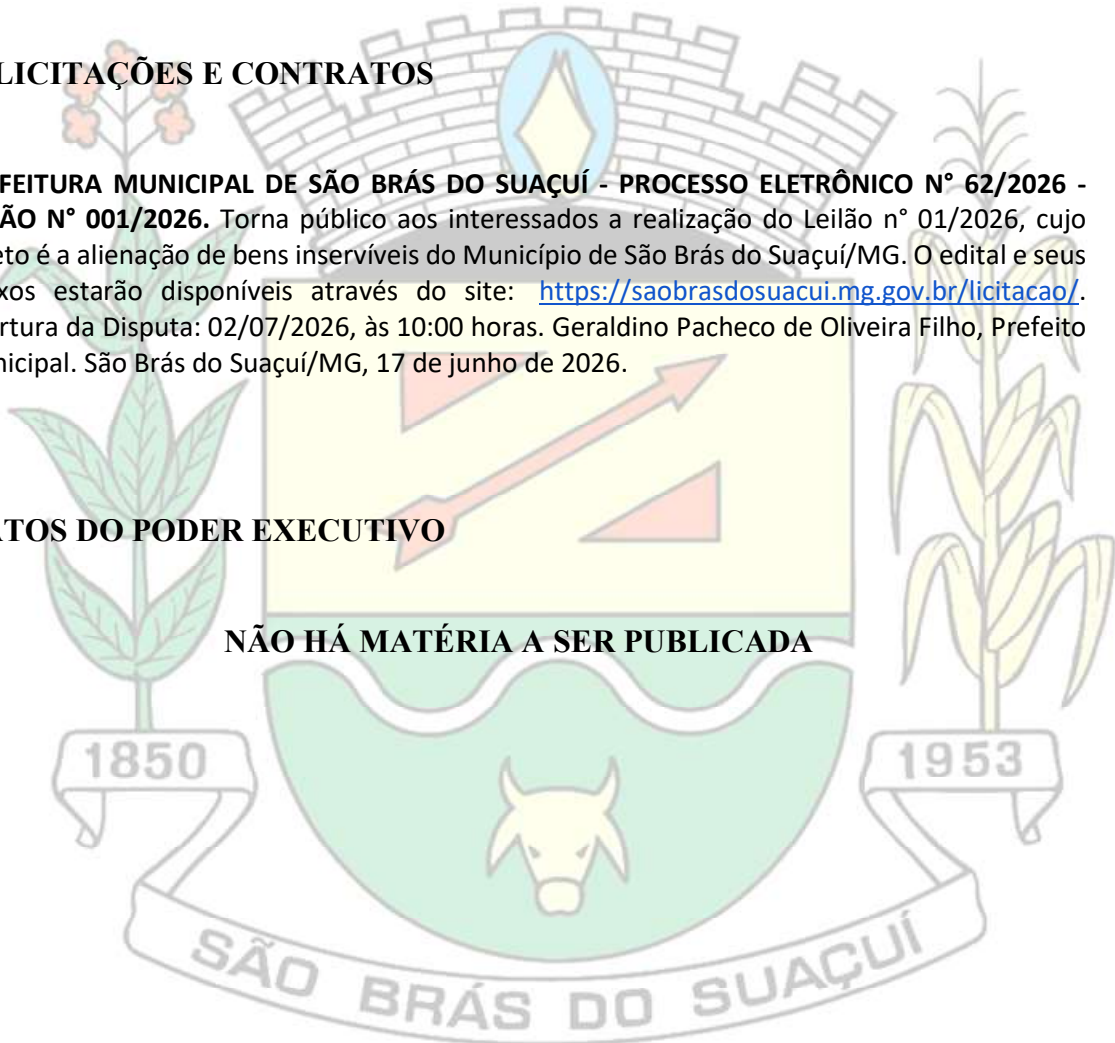 LICITAÇÕES E CONTRATOS
FEITURA MUNICIPAL DE SÃO BRÁS DO SUAÇUÍ - PROCESSO ELETRÔNICO N° 62/2026 -
ÃO N° 001/2026. Torna público aos interessados a realização do Leilão n° 01/2026, cujo
eto é a alienação de bens inservíveis do Município de São Brás do Suaçuí/MG. O edital e seus
xos estarão disponíveis através do site: https://saobrasdosuacui.mg.gov.br/licitacao/.
rtura da Disputa: 02/07/2026, às 10:00 horas. Geraldino Pacheco de Oliveira Filho, Prefeito
nicipal. São Brás do Suaçuí/MG, 17 de junho de 2026.
ATOS DO PODER EXECUTIVO
NÃO HÁ MATÉRIA A SER PUBLICADA
1850
1953
SÃO BRÁS DO SUAÇUÍ